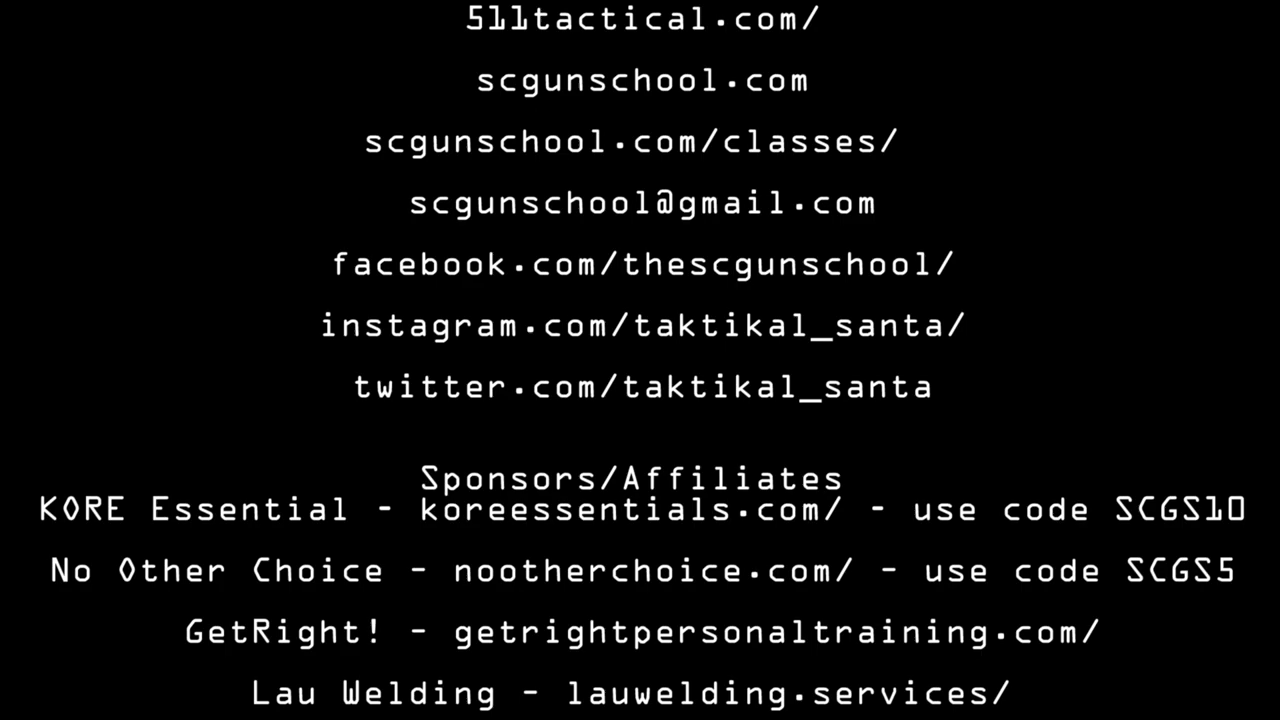 511tactical.com/
scgunschool.com
scgunschool.com/classes/
scgunschool@gmail.com
facebook.com/thescgunschool/
instagram.com/taktikal_santa/
twitter.com/taktikal_santa
Sponsors/Affiliates
KORE Essential - koreessentials.com/ - use code SCGS10
No Other Choice - nootherchoice.com/ - use code SCGS5
GetRight! - getrightpersonaltraining.com/
Lau Welding - lauwelding.services/